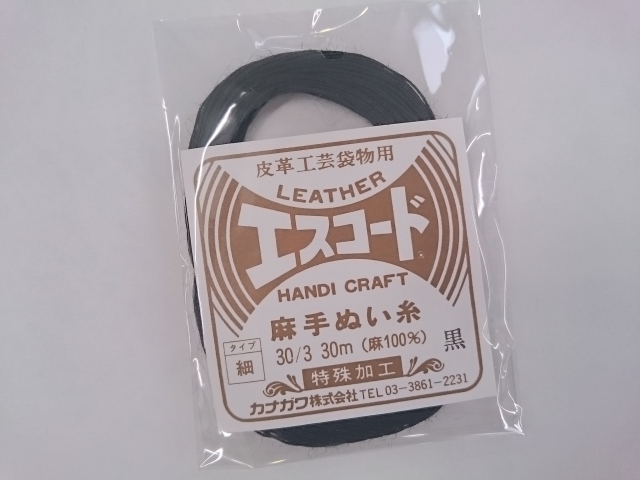 皮革工芸袋物用
LEATHER
エスコード
HANDI CRAFT
麻手ぬい糸
タイプ
細
30/3 30m (麻100%)
黒
特殊加工
カナガワ株式会社 TEL 03-3861-2231